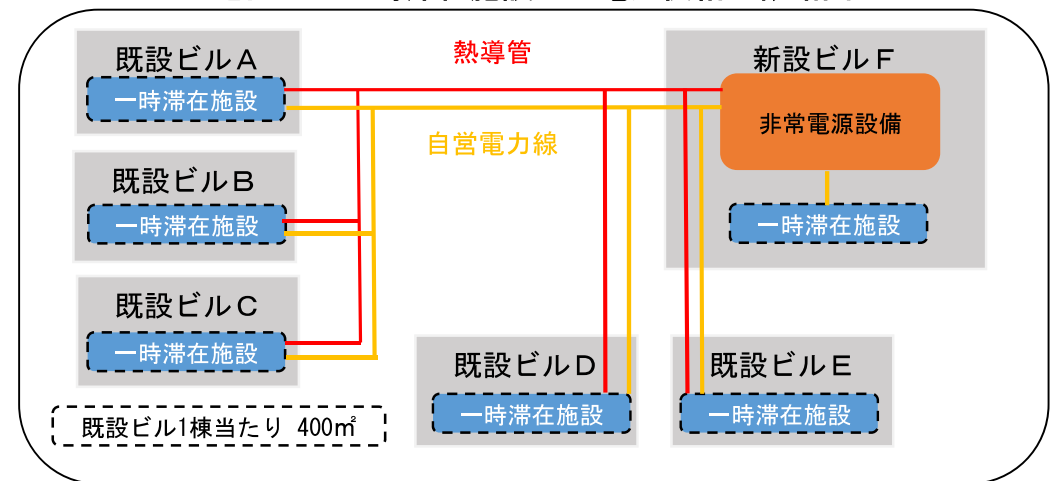 既設ビルA
一時滞在施設
熱導管
自営電力線
新設ビルF
非常電源設備
一時滞在施設
既設ビルB
一時滞在施設
既設ビルC
一時滞在施設
既設ビルD
一時滞在施設
既設ビルE
一時滞在施設
既設ビル1棟当たり 400㎡